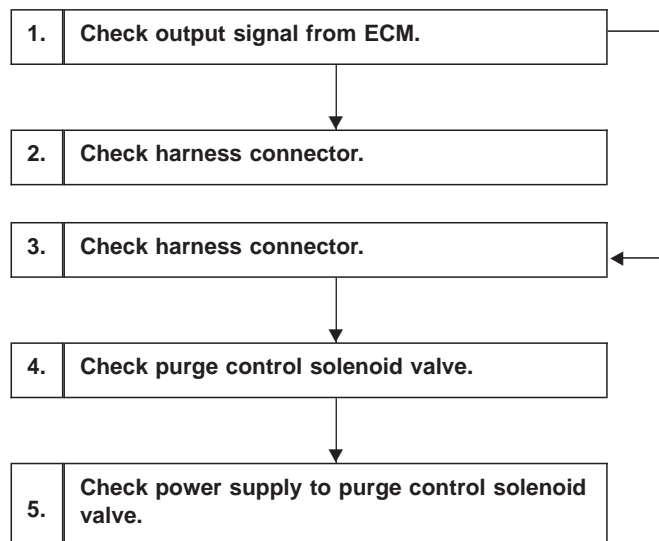 1. Check output signal from ECM.
2. Check harness connector.
3. Check harness connector.
4. Check purge control solenoid valve.
5. Check power supply to purge control solenoid
valve.